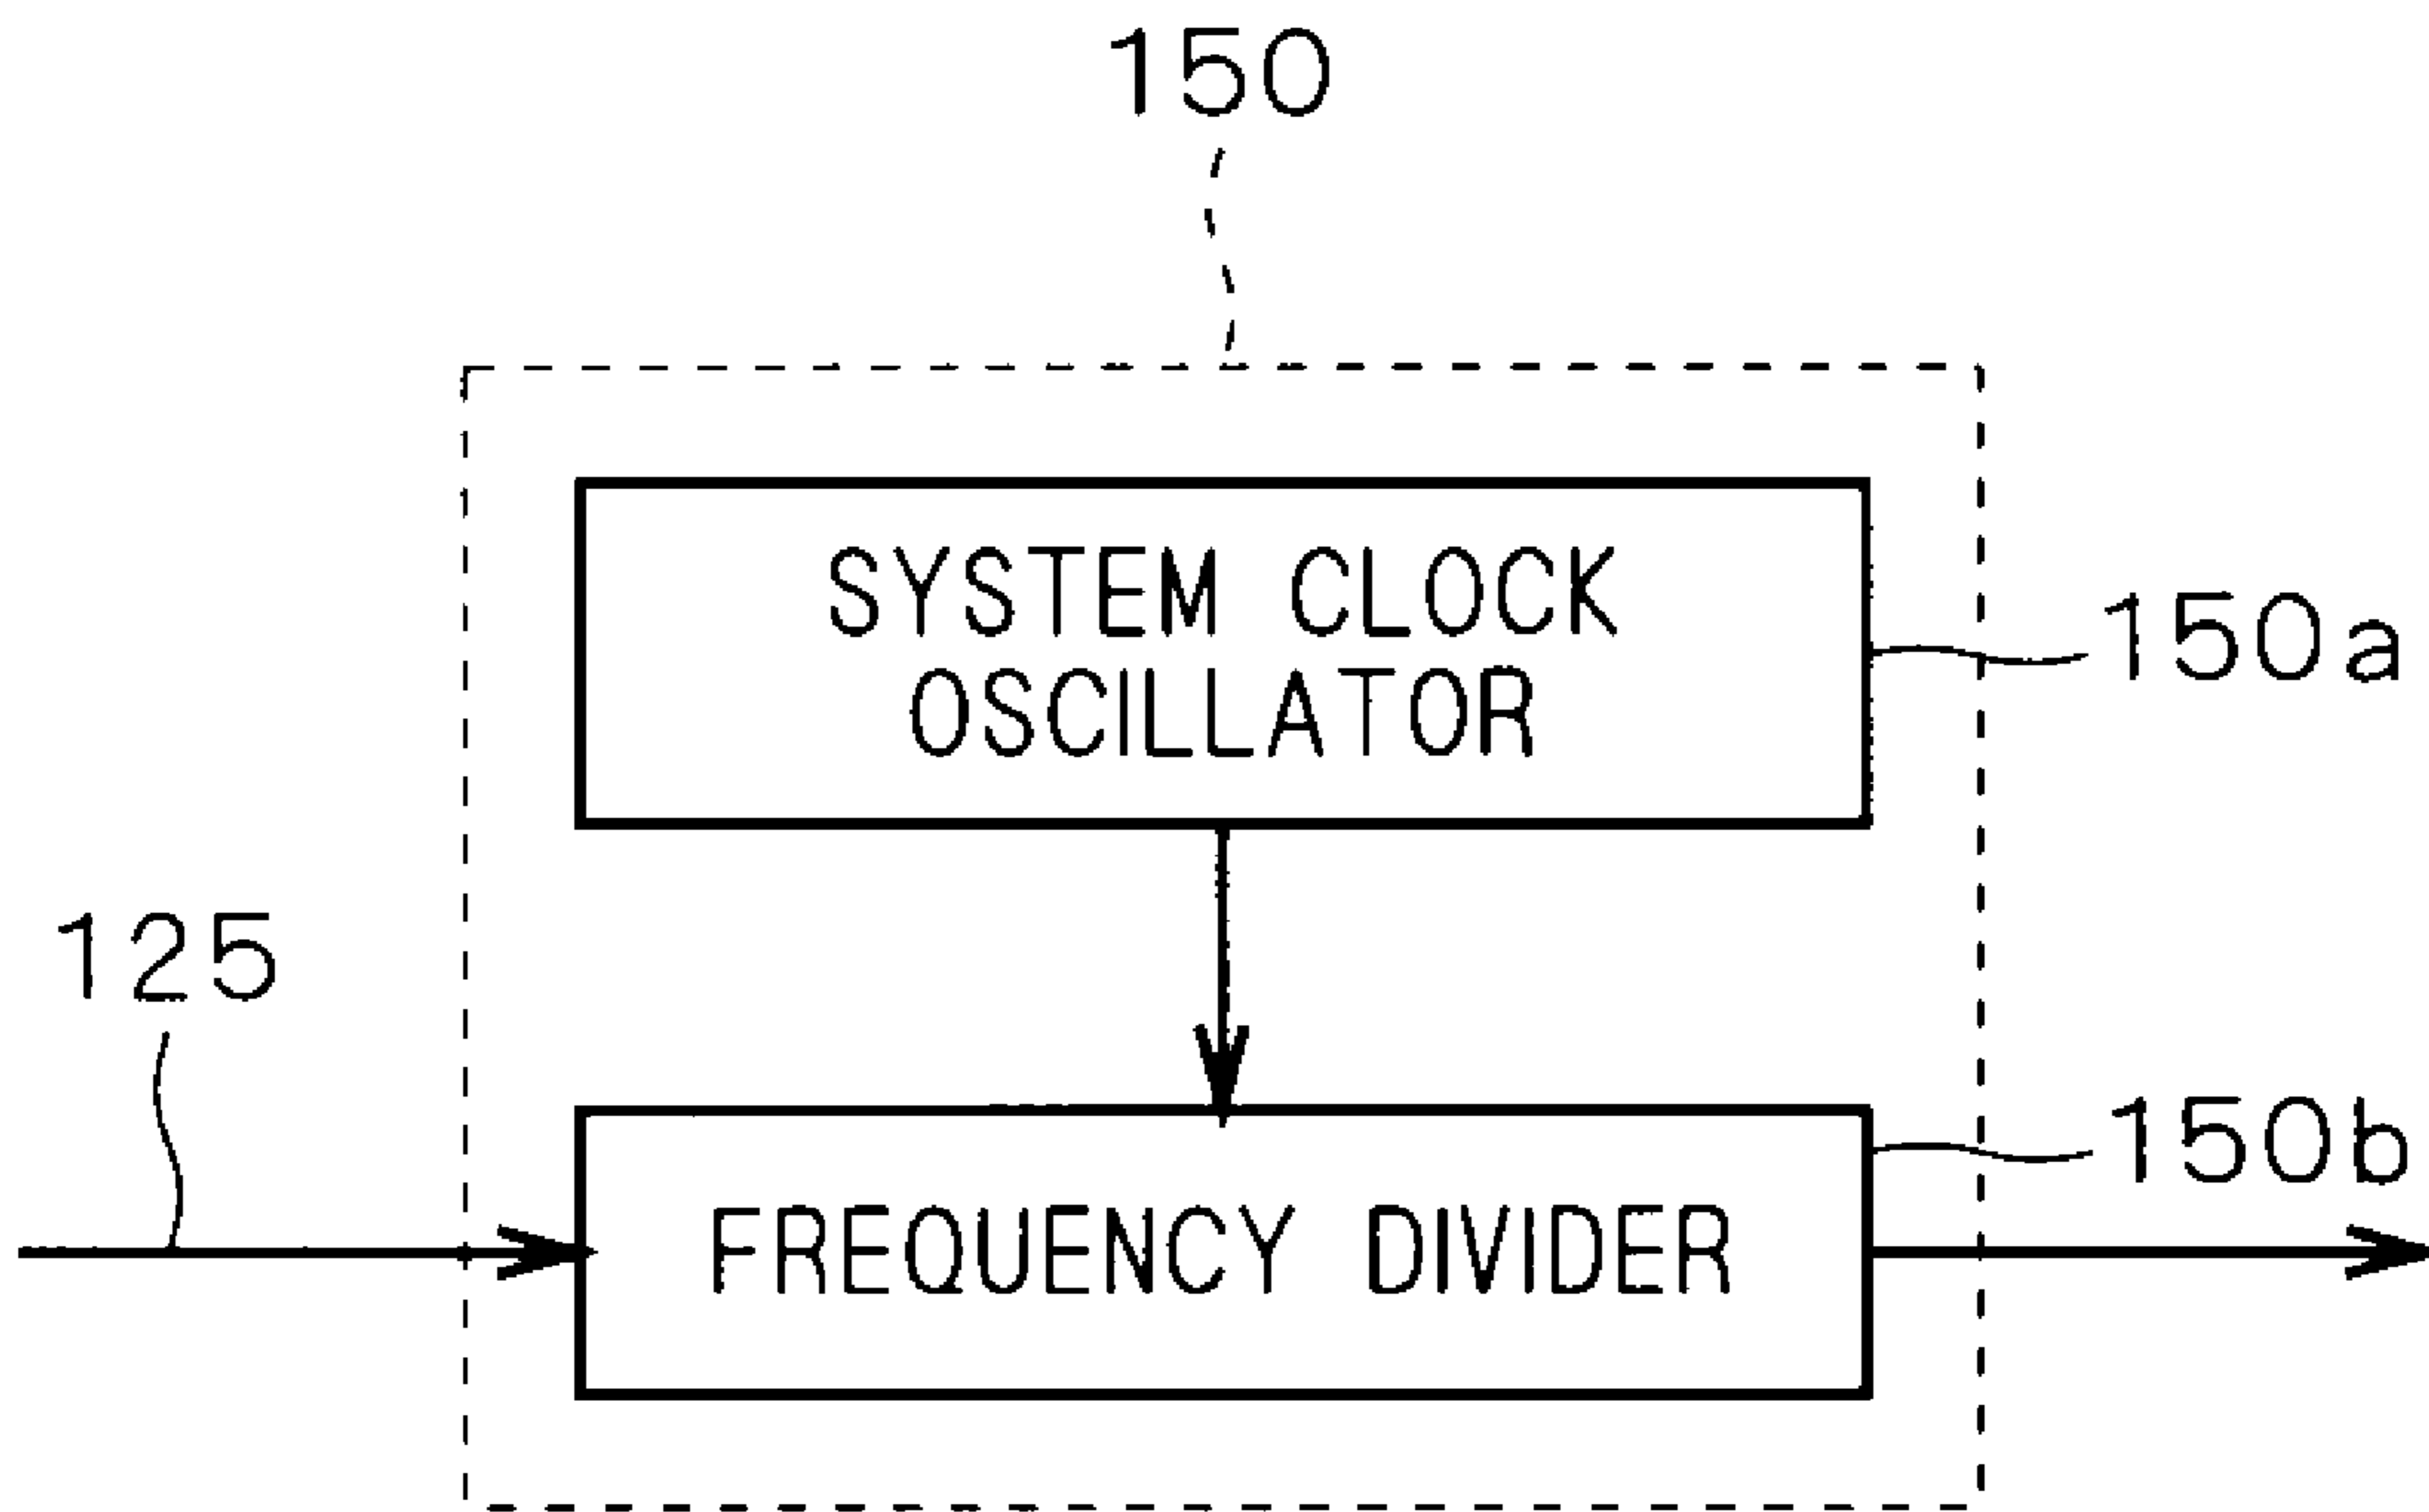 150
SYSTEM CLOCK
OSCILLATOR
150a
125
150b
FREQUENCY DIVIDER